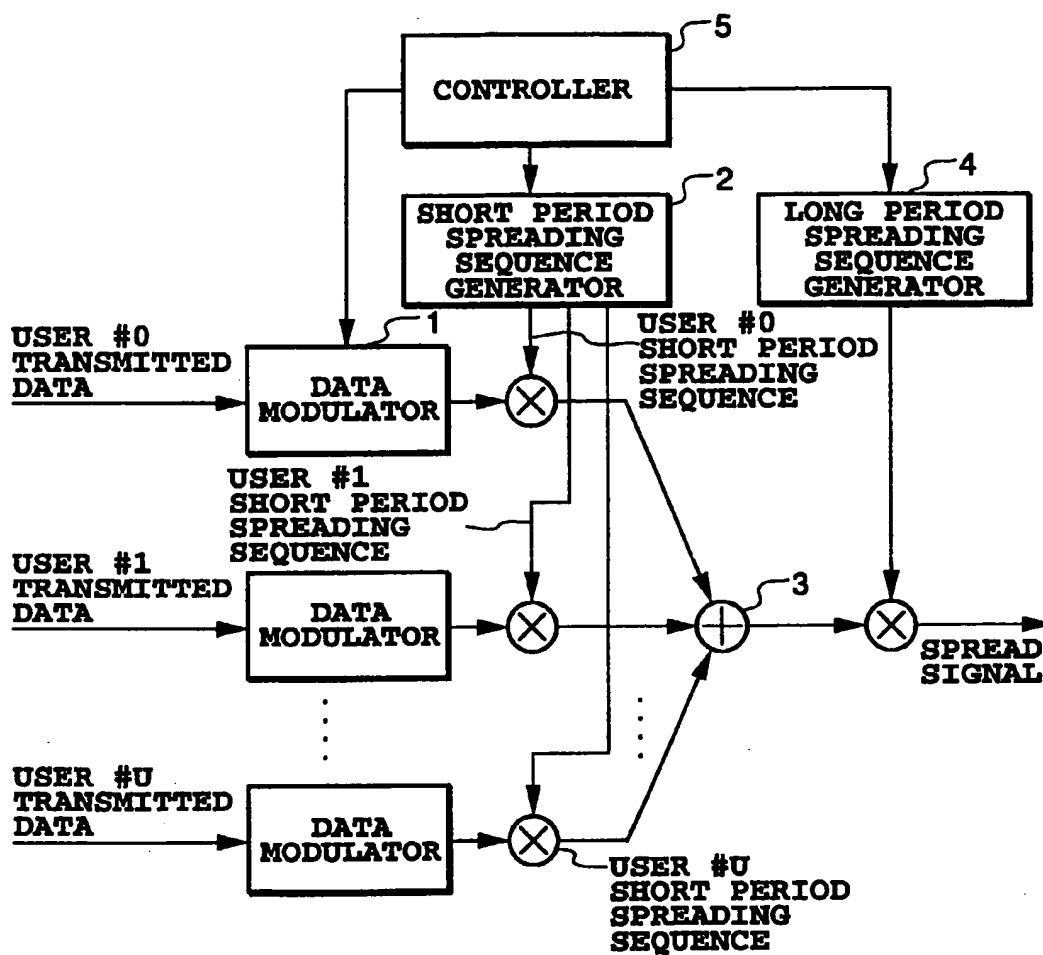 5
CONTROLLER
2
SHORT PERIOD
SPREADING
SEQUENCE
GENERATOR
4
LONG PERIOD
SPREADING
SEQUENCE
GENERATOR
USER #0
TRANSMITTED
DATA
1
DATA
MODULATOR
USER #0
SHORT PERIOD
SPREADING
SEQUENCE
USER #1
SHORT PERIOD
SPREADING
SEQUENCE
USER #1
TRANSMITTED
DATA
DATA
MODULATOR
3
SPREAD
SIGNAL
USER #U
TRANSMITTED
DATA
DATA
MODULATOR
USER #U
SHORT PERIOD
SPREADING
SEQUENCE